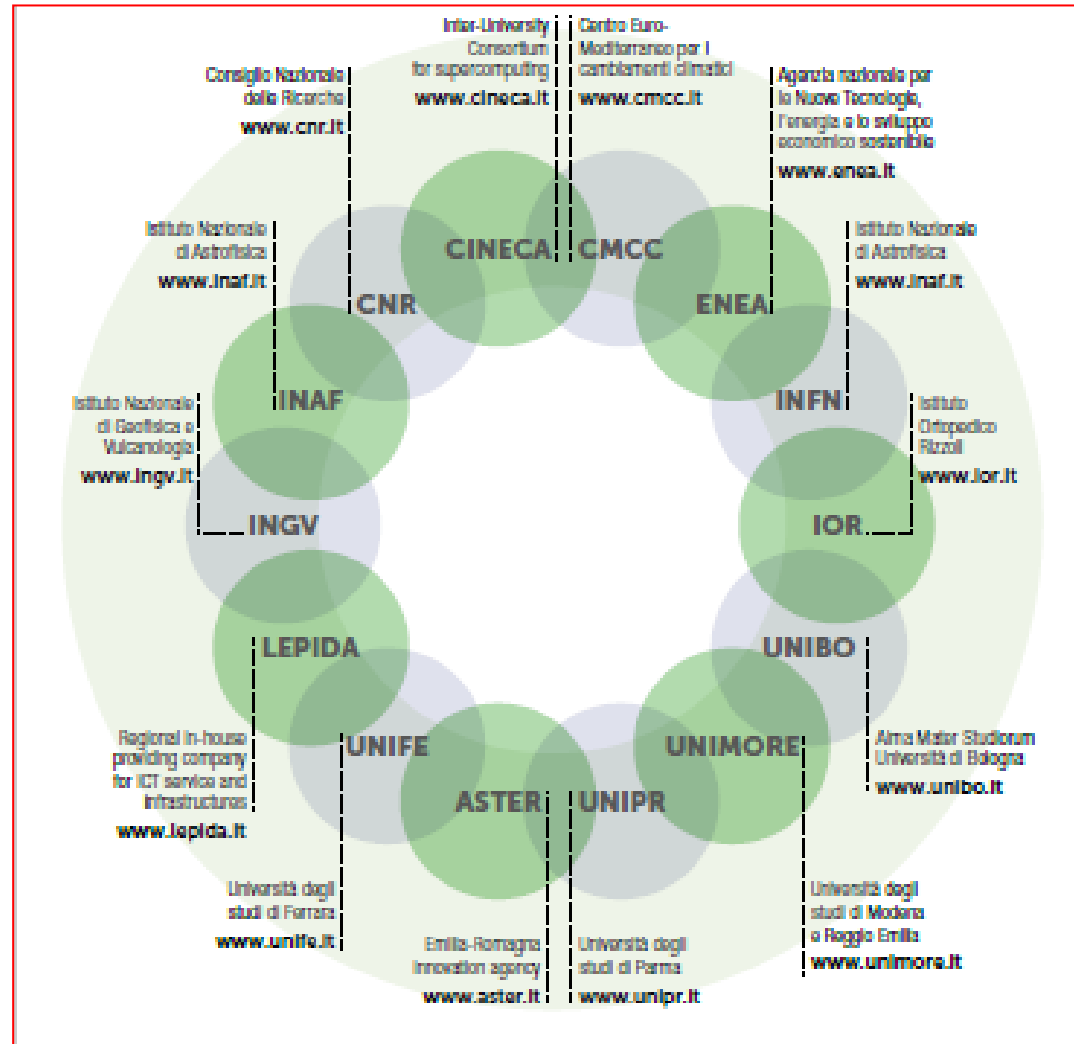 Inter-University
Consortium
for supercomputing
www.cineca.it
Centro Euro-
Mediterraneo per i
cambiamenti climatici
www.cmcc.it
Consiglio Nazionale
delle Ricerche
www.cnr.it
Agenzia nazionale per
le Nuove Tecnologie,
l'energia e lo sviluppo
economico sostenibile
www.enea.it
Istituto Nazionale
di Astrofisica
www.inaf.it
Istituto Nazionale
di Astrofisica
www.inaf.it
CINECA
CMCC
CNR
ENEA
INAF
INFN
Istituto Nazionale
di Geofisica e
Vulcanologia
www.ingv.it
Istituto
Ortopedico
Rizzoli
www.ior.it
INGV
IOR
LEPIDA
UNIBO
Regional in-house
providing company
for ICT service and
infrastructures
www.lepida.it
UNIFE
UNIMORE
Alma Mater Studiorum
Università di Bologna
www.unibo.it
ASTER
UNIPR
Università degli
studi di Ferrara
www.unife.it
Emilia-Romagna
Innovation agency
www.aster.it
Università degli
studi di Parma
www.unipr.it
Università degli
studi di Modena
e Reggio Emilia
www.unimore.it